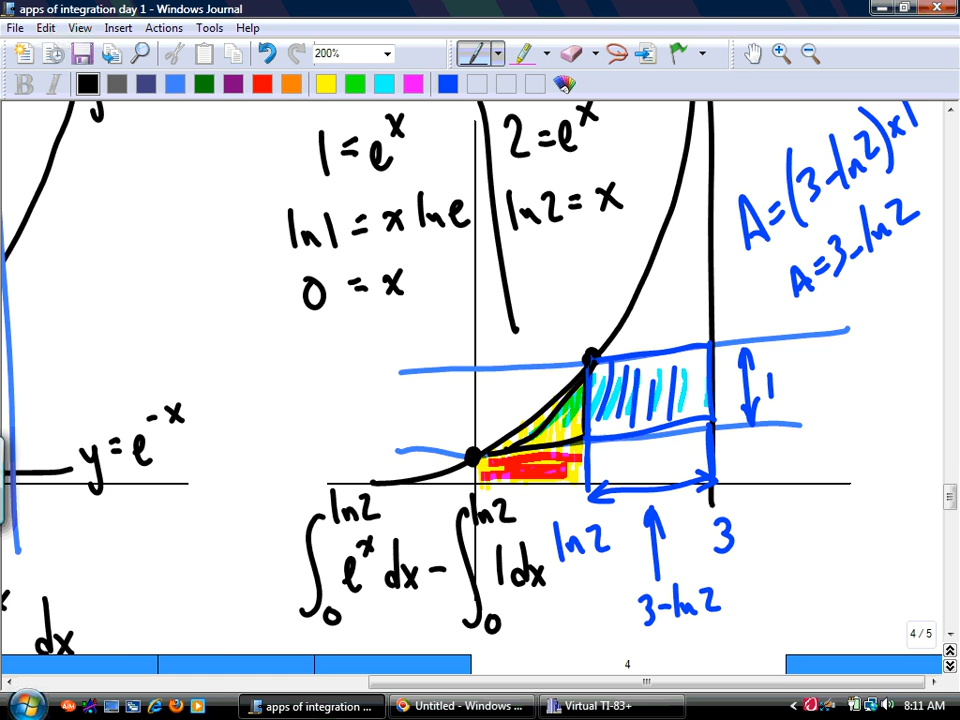 apps of integration day 1 - Windows Journal
File Edit View Insert Actions Tools Help
200%
B I
1 = e^x
ln1 = x lne
0 = x
2 = e^x
ln2 = x
A = (3-ln2)×1
A = 3-ln2
1
y = e^-x
dx
∫_0^ln2 e^x dx - ∫_0^ln2 1dx
ln2
3
3-ln2
4 / 5
4
apps of integration ...
Untitled - Windows ...
Virtual TI-83+
8:11 AM